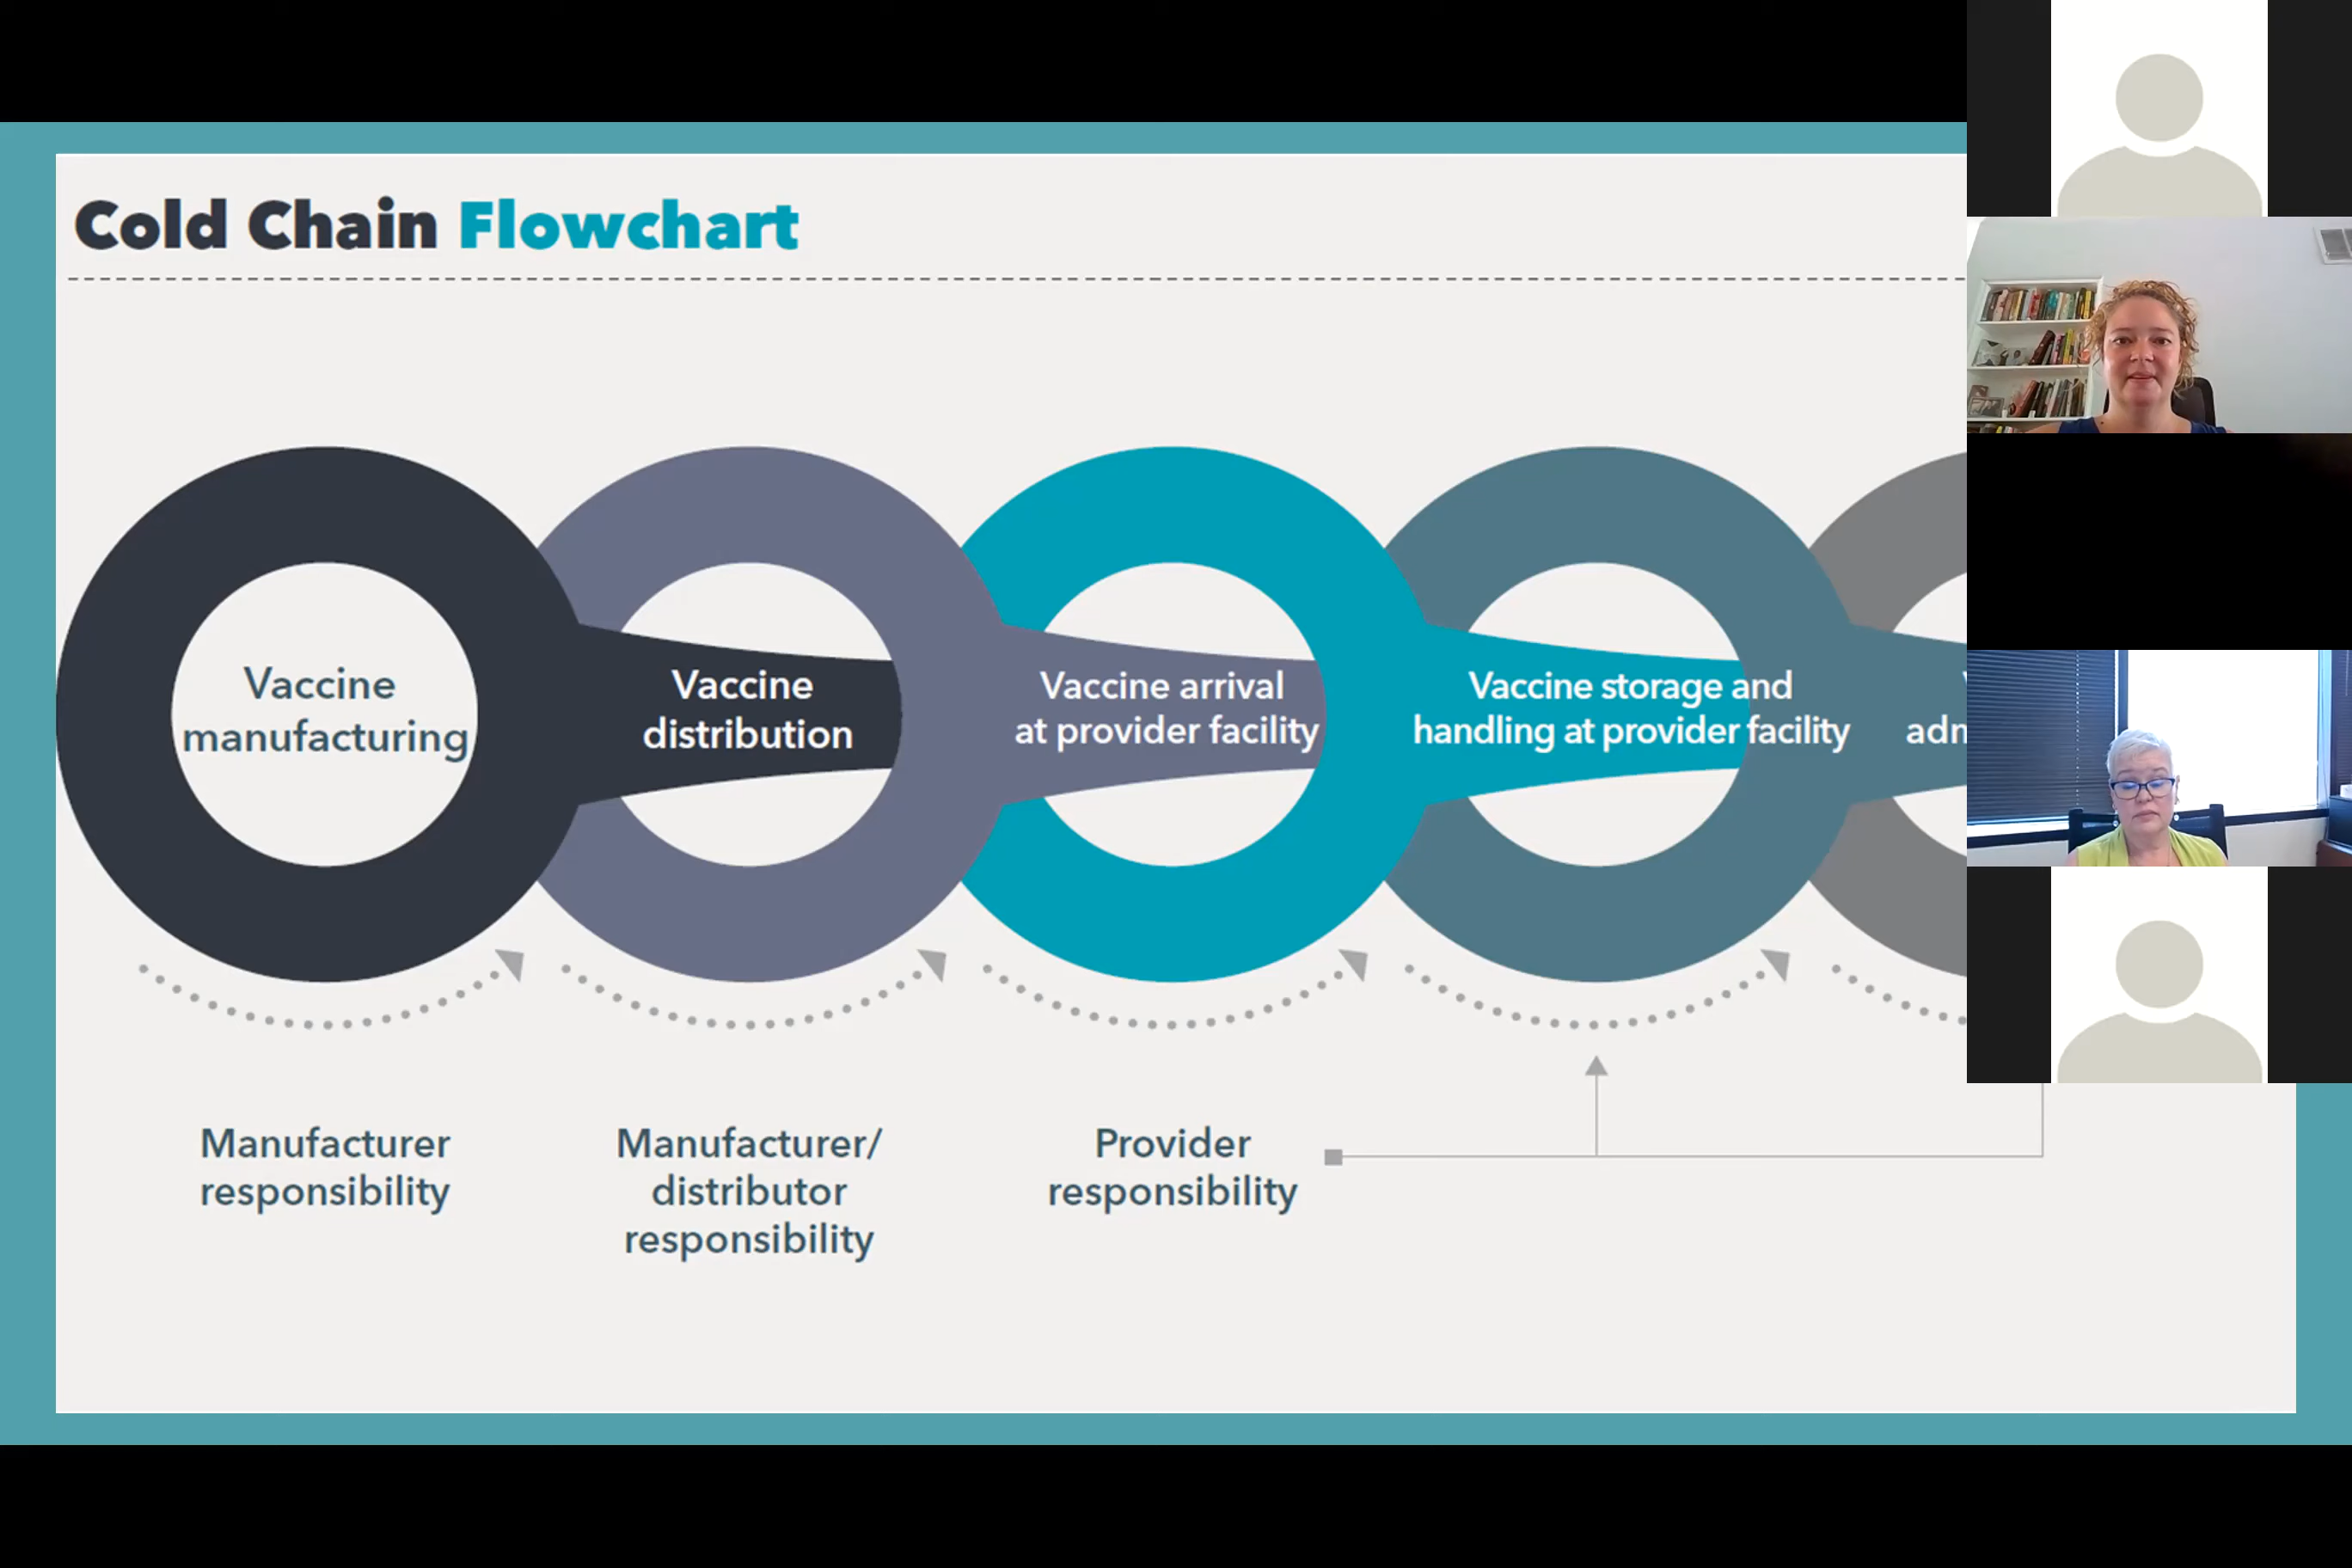 Cold Chain Flowchart
Vaccine
manufacturing
Vaccine
distribution
Vaccine arrival
at provider facility
Vaccine storage and
handling at provider facility
Manufacturer
responsibility
Manufacturer/
distributor
responsibility
Provider
responsibility